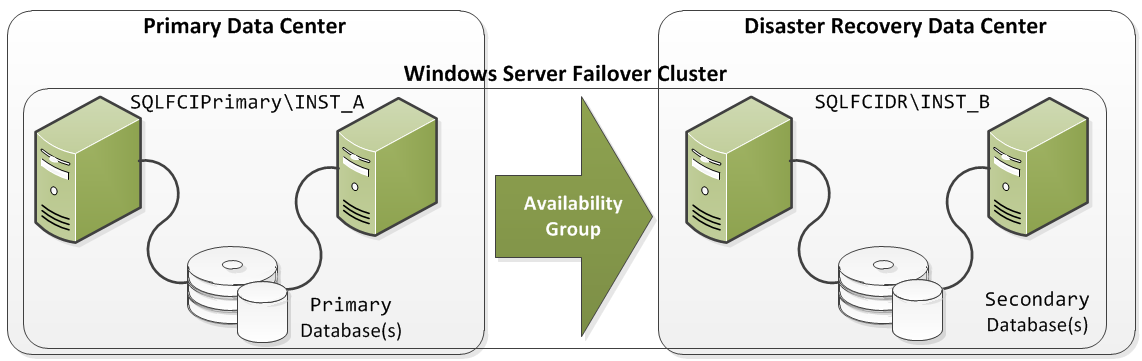 Primary Data Center
Disaster Recovery Data Center
Windows Server Failover Cluster
SQLFCIPrimary\INST_A
SQLFCIDR\INST_B
Availability
Group
Primary
Database(s)
Secondary
Database(s)